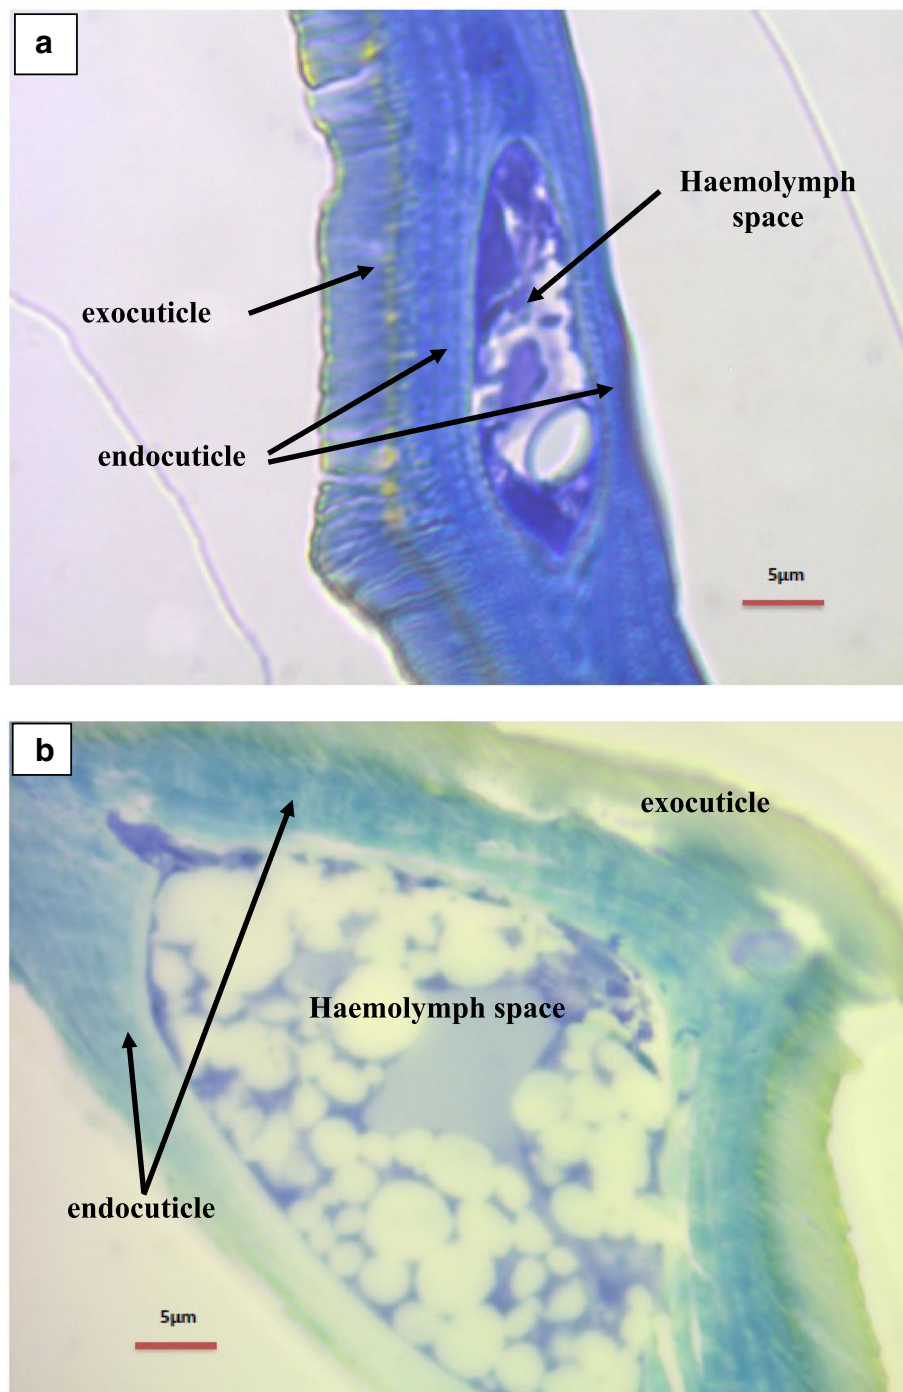 a
Haemolymph
space
exocuticle
endocuticle
5µm
b
exocuticle
Haemolymph space
endocuticle
5µm